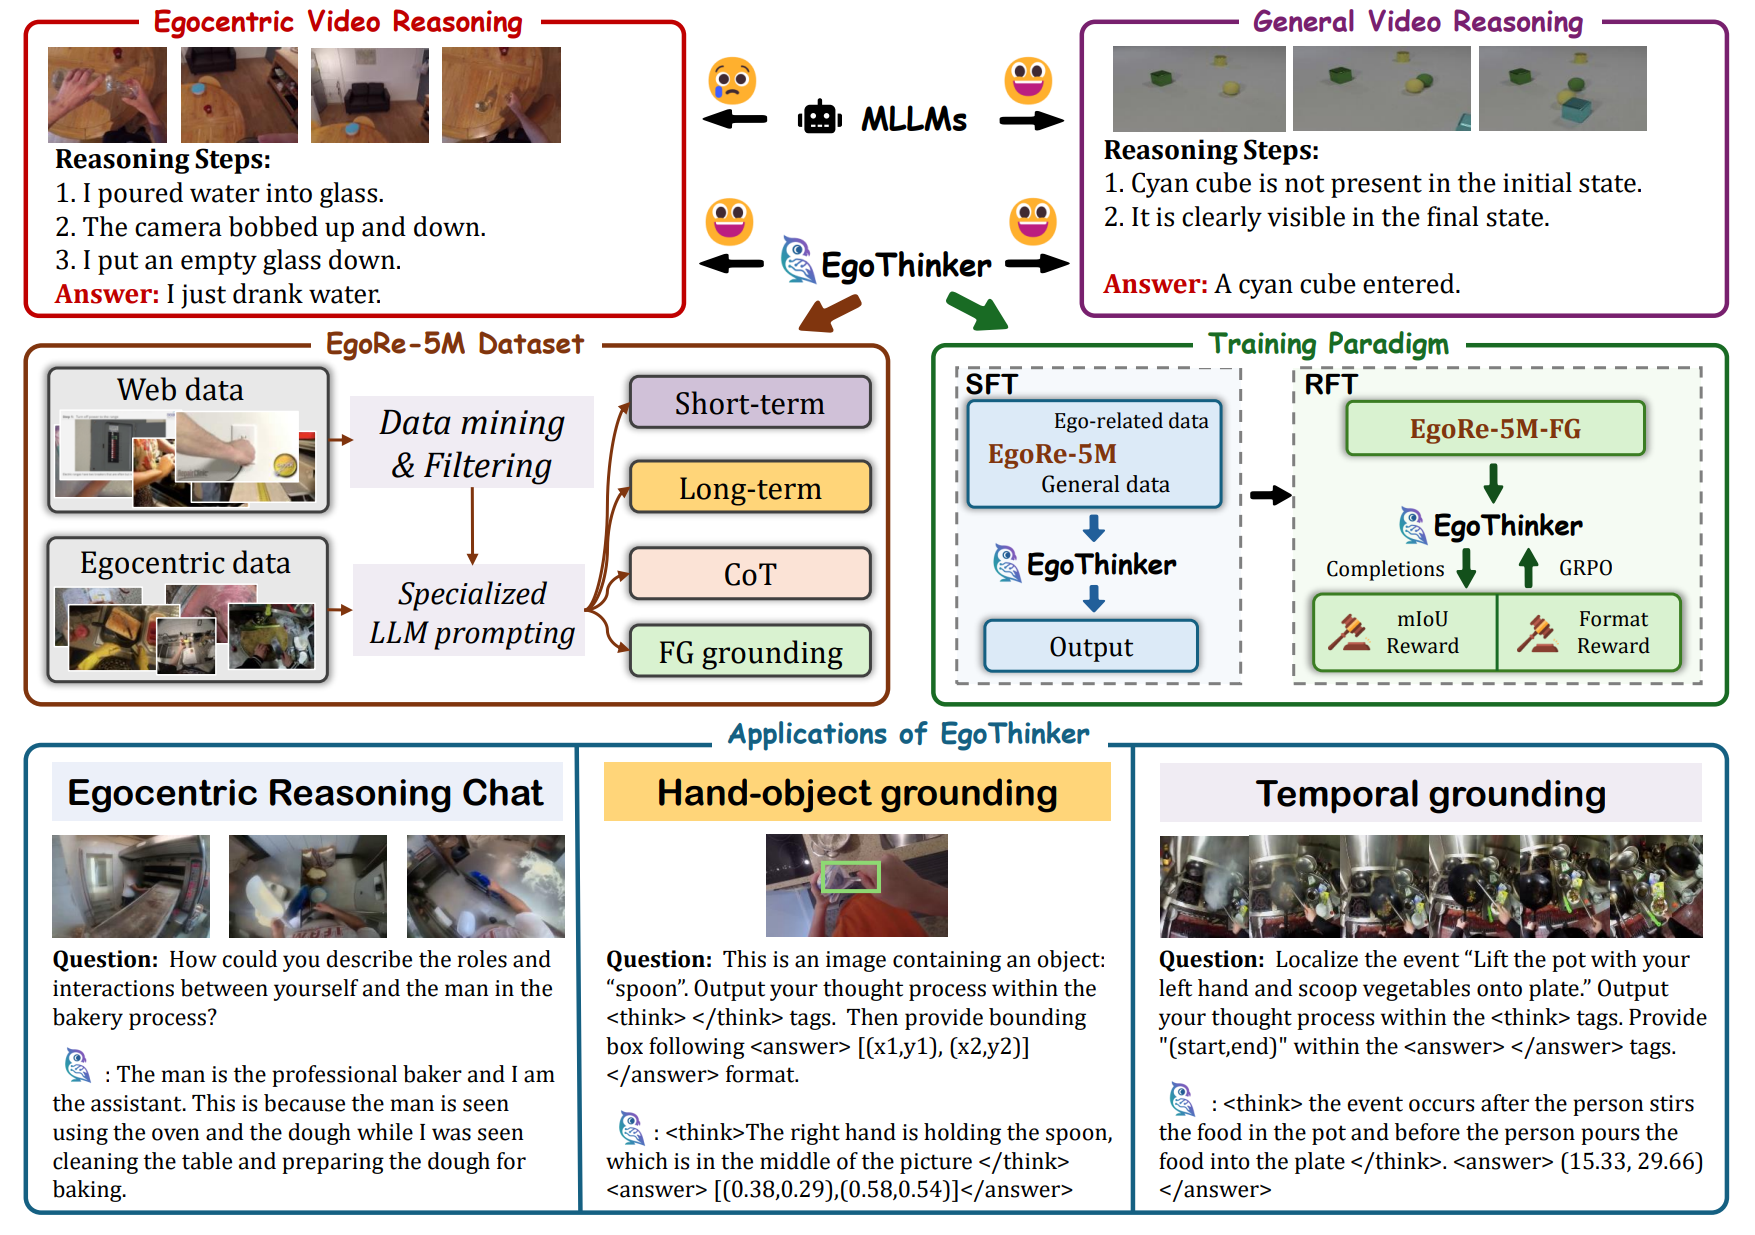 Egocentric Video Reasoning
Reasoning Steps:
1. I poured water into glass.
2. The camera bobbed up and down.
3. I put an empty glass down.
Answer: I just drank water.
MLLMs
EgoThinker
General Video Reasoning
Reasoning Steps:
1. Cyan cube is not present in the initial state.
2. It is clearly visible in the final state.
Answer: A cyan cube entered.
EgoRe-5M Dataset
Web data
Egocentric data
Data mining
& Filtering
Specialized
LLM prompting
Short-term
Long-term
CoT
FG grounding
Training Paradigm
SFT
Ego-related data
EgoRe-5M
General data
EgoThinker
Output
RFT
EgoRe-5M-FG
EgoThinker
Completions
GRPO
mIoU
Reward
Format
Reward
Applications of EgoThinker
Egocentric Reasoning Chat
Question: How could you describe the roles and
interactions between yourself and the man in the
bakery process?
: The man is the professional baker and I am
the assistant. This is because the man is seen
using the oven and the dough while I was seen
cleaning the table and preparing the dough for
baking.
Hand-object grounding
Question: This is an image containing an object:
“spoon”. Output your thought process within the
<think> </think> tags. Then provide bounding
box following <answer> [(x1,y1), (x2,y2)]
</answer> format.
: <think>The right hand is holding the spoon,
which is in the middle of the picture </think>
<answer> [(0.38,0.29),(0.58,0.54)]</answer>
Temporal grounding
Question: Localize the event “Lift the pot with your
left hand and scoop vegetables onto plate.” Output
your thought process within the <think> tags. Provide
"(start,end)" within the <answer> </answer> tags.
: <think> the event occurs after the person stirs
the food in the pot and before the person pours the
food into the plate </think>. <answer> (15.33, 29.66)
</answer>